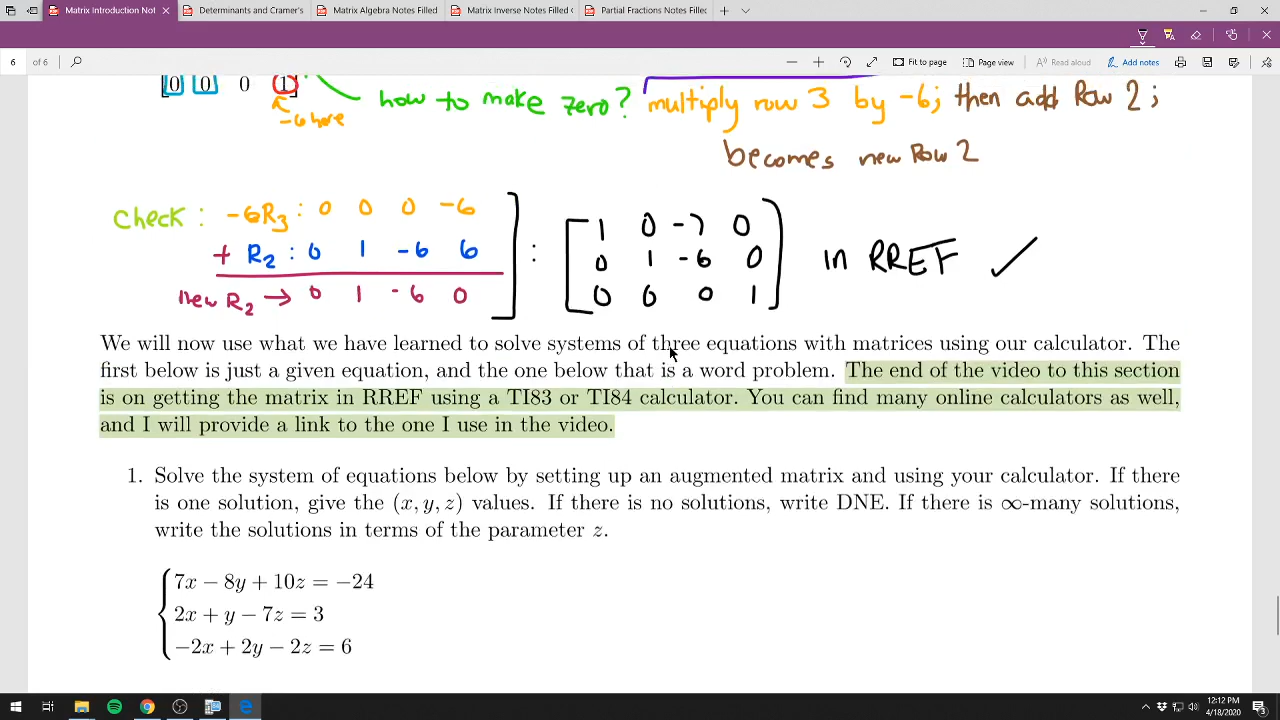 Matrix Introduction Not
Determinants and Cramer's
Matrix Algebra Notes Filled
Matrix Inverse Notes Filled
Partial Fractions Notes Filled
6 of 6
Fit to page
Page view
Read aloud
Add notes
[0 0 0 1]
-6 here
how to make zero? multiply row 3 by -6; then add Row 2;
becomes new Row 2
check: -6R₃: 0 0 0 -6
+ R₂: 0 1 -6 6
new R₂ → 0 1 -6 0
:
1 0 -7 0
0 1 -6 0
0 0 0 1
in RREF ✓
We will now use what we have learned to solve systems of three equations with matrices using our calculator. The
first below is just a given equation, and the one below that is a word problem. The end of the video to this section
is on getting the matrix in RREF using a TI83 or TI84 calculator. You can find many online calculators as well,
and I will provide a link to the one I use in the video.
1. Solve the system of equations below by setting up an augmented matrix and using your calculator. If there
is one solution, give the (x, y, z) values. If there is no solutions, write DNE. If there is ∞-many solutions,
write the solutions in terms of the parameter z.
7x − 8y + 10z = −24
2x + y − 7z = 3
−2x + 2y − 2z = 6
12:12 PM
4/18/2020